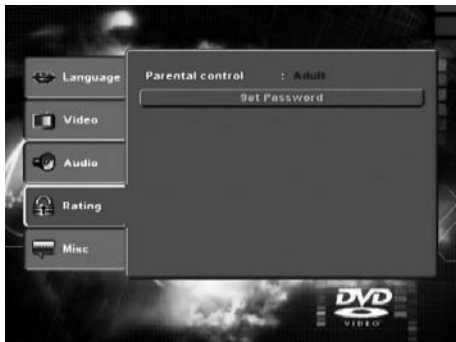 Language
Parental control : Adult
Set Password
Video
Audio
Rating
Misc
DVD
VIDEO